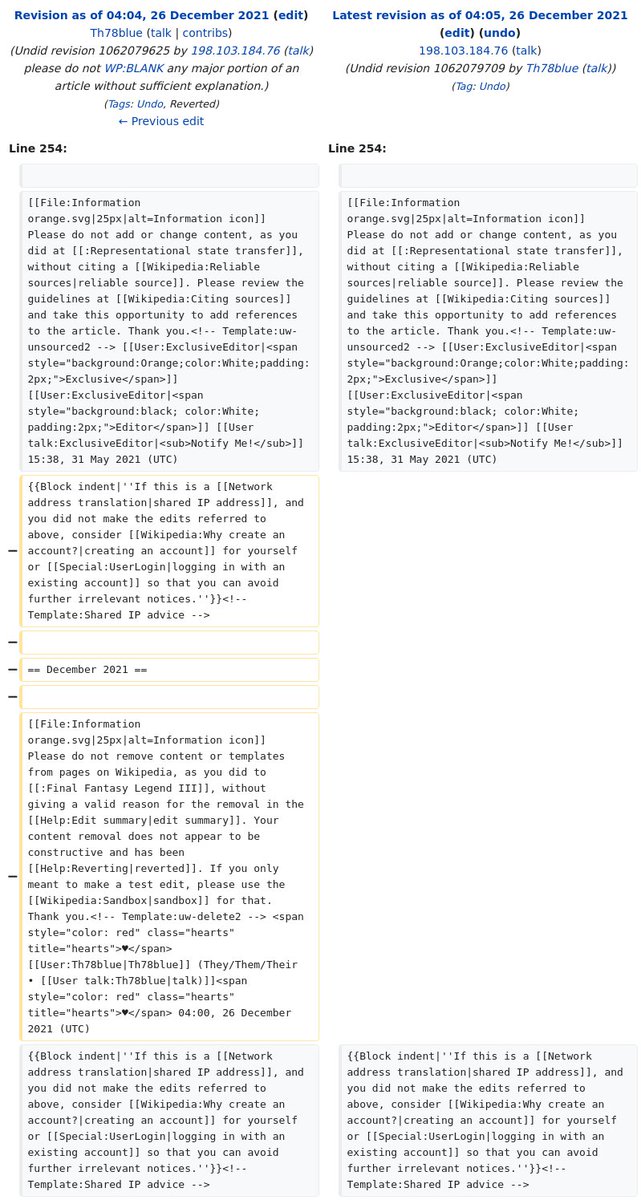 Revision as of 04:04, 26 December 2021 (edit)
Th78blue (talk | contribs)
(Undid revision 1062079625 by 198.103.184.76 (talk)
please do not WP:BLANK any major portion of an
article without sufficient explanation.)
(Tags: Undo, Reverted)
← Previous edit
Latest revision as of 04:05, 26 December 2021
(edit) (undo)
198.103.184.76 (talk)
(Undid revision 1062079709 by Th78blue (talk))
(Tag: Undo)
Line 254:
Line 254:
[[File:Information
orange.svg|25px|alt=Information icon]]
Please do not add or change content, as you
did at [[:Representational state transfer]],
without citing a [[Wikipedia:Reliable
sources|reliable source]]. Please review the
guidelines at [[Wikipedia:Citing sources]]
and take this opportunity to add references
to the article. Thank you.<!-- Template:uw-
unsourced2 --> [[User:ExclusiveEditor|<span
style="background:Orange;color:White;padding:
2px;">Exclusive</span>]]
[[User:ExclusiveEditor|<span
style="background:black; color:White;
padding:2px;">Editor</span>]] [[User
talk:ExclusiveEditor|<sub>Notify Me!</sub>]]
15:38, 31 May 2021 (UTC)
[[File:Information
orange.svg|25px|alt=Information icon]]
Please do not add or change content, as you
did at [[:Representational state transfer]],
without citing a [[Wikipedia:Reliable
sources|reliable source]]. Please review the
guidelines at [[Wikipedia:Citing sources]]
and take this opportunity to add references
to the article. Thank you.<!-- Template:uw-
unsourced2 --> [[User:ExclusiveEditor|<span
style="background:Orange;color:White;padding:
2px;">Exclusive</span>]]
[[User:ExclusiveEditor|<span
style="background:black; color:White;
padding:2px;">Editor</span>]] [[User
talk:ExclusiveEditor|<sub>Notify Me!</sub>]]
15:38, 31 May 2021 (UTC)
− {{Block indent|''If this is a [[Network
address translation|shared IP address]], and
you did not make the edits referred to
above, consider [[Wikipedia:Why create an
account?|creating an account]] for yourself
or [[Special:UserLogin|logging in with an
existing account]] so that you can avoid
further irrelevant notices.''}}<!--
Template:Shared IP advice -->
−
− == December 2021 ==
−
− [[File:Information
orange.svg|25px|alt=Information icon]]
Please do not remove content or templates
from pages on Wikipedia, as you did to
[[:Final Fantasy Legend III]], without
giving a valid reason for the removal in the
[[Help:Edit summary|edit summary]]. Your
content removal does not appear to be
constructive and has been
[[Help:Reverting|reverted]]. If you only
meant to make a test edit, please use the
[[Wikipedia:Sandbox|sandbox]] for that.
Thank you.<!-- Template:uw-delete2 --> <span
style="color: red" class="hearts"
title="hearts">♥</span>
[[User:Th78blue|Th78blue]] (They/Them/Their
• [[User talk:Th78blue|talk)]]<span
style="color: red" class="hearts"
title="hearts">♥</span> 04:00, 26 December
2021 (UTC)
{{Block indent|''If this is a [[Network
address translation|shared IP address]], and
you did not make the edits referred to
above, consider [[Wikipedia:Why create an
account?|creating an account]] for yourself
or [[Special:UserLogin|logging in with an
existing account]] so that you can avoid
further irrelevant notices.''}}<!--
Template:Shared IP advice -->
{{Block indent|''If this is a [[Network
address translation|shared IP address]], and
you did not make the edits referred to
above, consider [[Wikipedia:Why create an
account?|creating an account]] for yourself
or [[Special:UserLogin|logging in with an
existing account]] so that you can avoid
further irrelevant notices.''}}<!--
Template:Shared IP advice -->